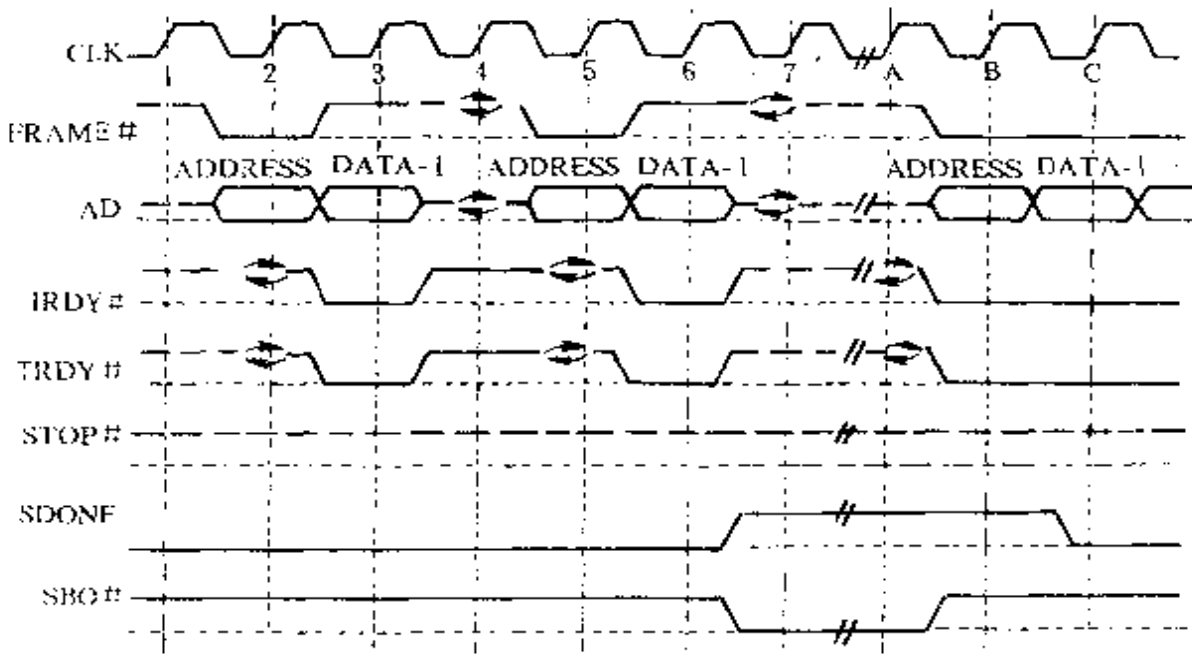 CLK
2 3 4 5 6 7 A B C
FRAME #
ADDRESS DATA-1 ADDRESS DATA-1 ADDRESS DATA-1
AD
IRDY #
TRDY #
STOP #
SDONE
SBO #